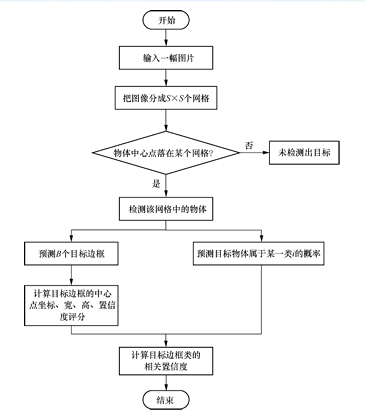 开始
输入一幅图片
把图像分成S×S个网格
物体中心点落在某个网格?
否
未检测出目标
是
检测该网格中的物体
预测B个目标边框
预测目标物体属于某一类i的概率
计算目标边框的中心
点坐标、宽、高、置信
度评分
计算目标边框类的
相关置信度
结束